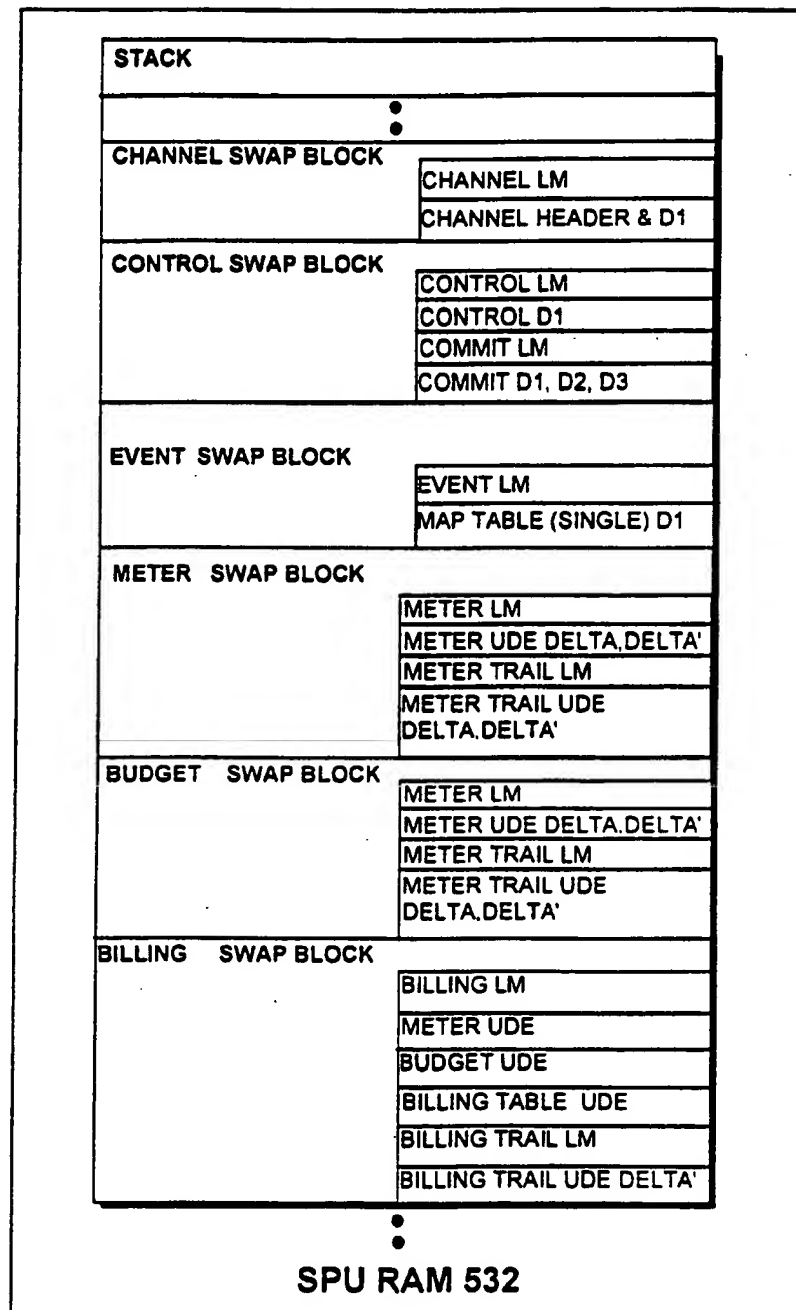 STACK
CHANNEL SWAP BLOCK
CHANNEL LM
CHANNEL HEADER & D1
CONTROL SWAP BLOCK
CONTROL LM
CONTROL D1
COMMIT LM
COMMIT D1, D2, D3
EVENT SWAP BLOCK
EVENT LM
MAP TABLE (SINGLE) D1
METER SWAP BLOCK
METER LM
METER UDE DELTA,DELTA'
METER TRAIL LM
METER TRAIL UDE
DELTA,DELTA'
BUDGET SWAP BLOCK
METER LM
METER UDE DELTA.DELTA'
METER TRAIL LM
METER TRAIL UDE
DELTA,DELTA'
BILLING SWAP BLOCK
BILLING LM
METER UDE
BUDGET UDE
BILLING TABLE UDE
BILLING TRAIL LM
BILLING TRAIL UDE DELTA'
SPU RAM 532